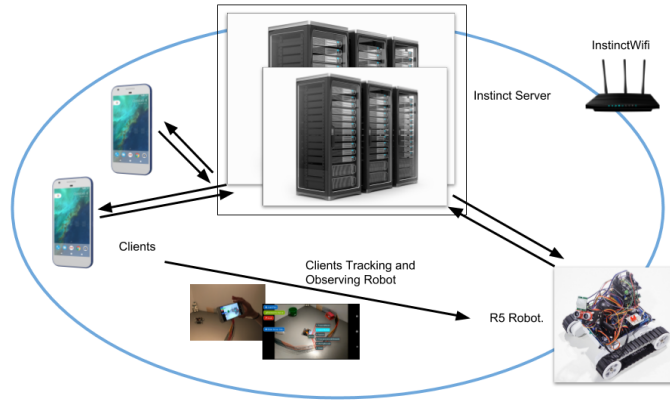 InstinctWifi
Instinct Server
Clients
Clients Tracking and
Observing Robot
R5 Robot.